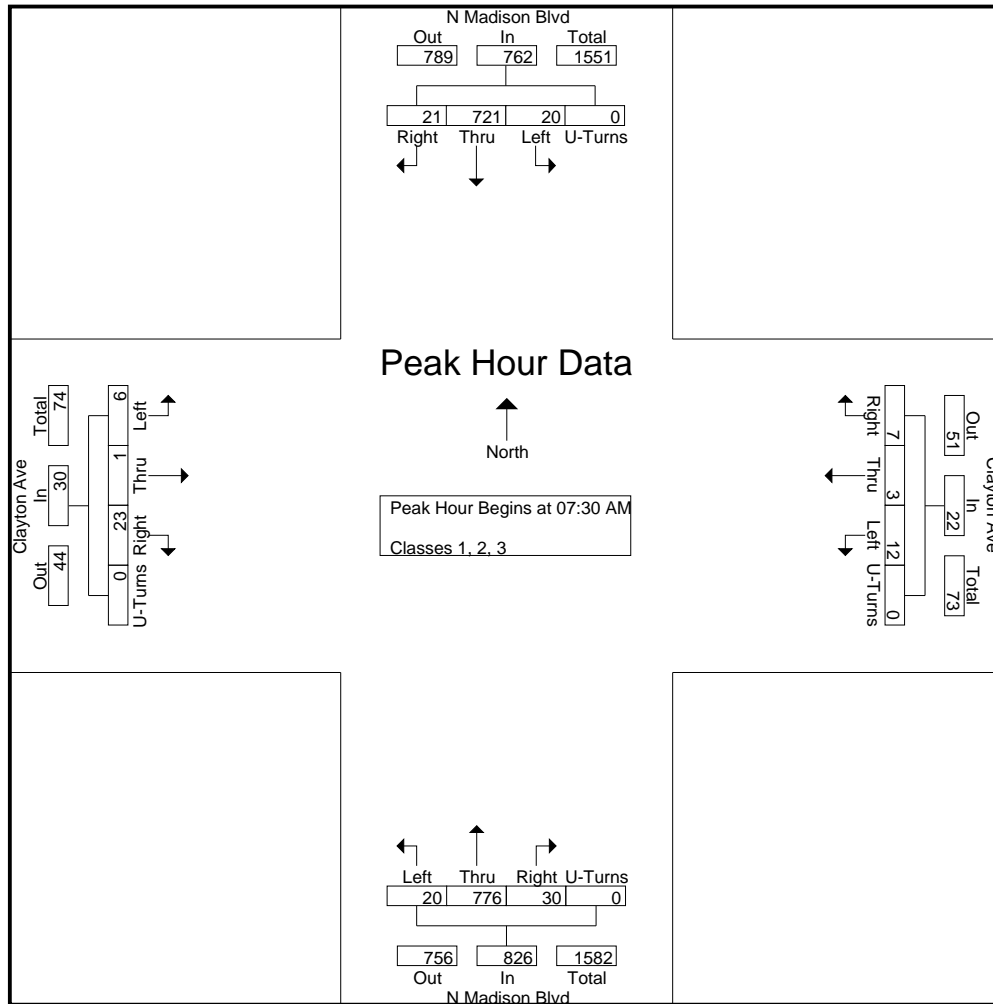 N Madison Blvd
Out In Total
789 762 1551
21 721 20 0
Right Thru Left U-Turns
Peak Hour Data
North
Peak Hour Begins at 07:30 AM
Classes 1, 2, 3
Clayton Ave
Total In Out
74 30 44
6 1 23 0
Left Thru Right U-Turns
Clayton Ave
Out In Total
51 22 73
7 3 12 0
Right Thru Left U-Turns
Left Thru Right U-Turns
20 776 30 0
756 826 1582
Out In Total
N Madison Blvd